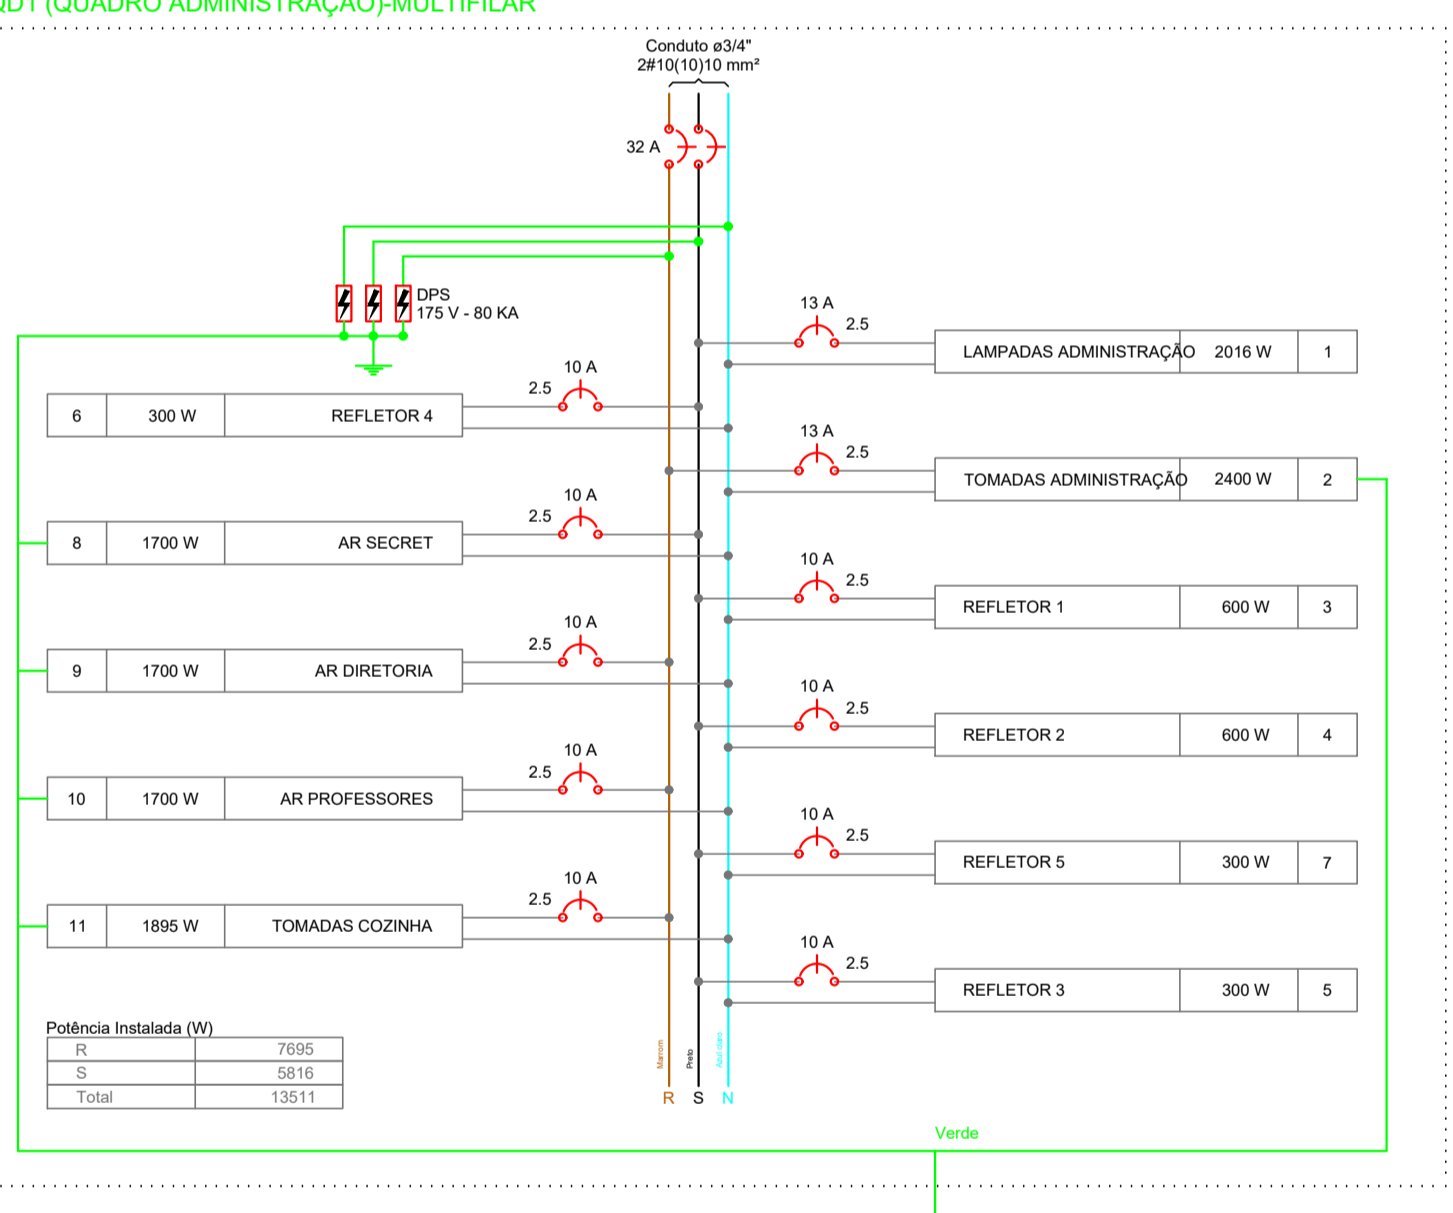 QD1 (QUADRO ADMINISTRAÇÃO)-MULTIFILAR
Conduto ø3/4"
2#10(10)10 mm²
32 A
DPS
175 V - 80 KA
13 A
2.5
LAMPADAS ADMINISTRAÇÃO 2016 W 1
10 A
2.5
6 300 W REFLETOR 4
13 A
2.5
TOMADAS ADMINISTRAÇÃO 2400 W 2
10 A
2.5
8 1700 W AR SECRET
10 A
2.5
REFLETOR 1 600 W 3
10 A
2.5
9 1700 W AR DIRETORIA
10 A
2.5
REFLETOR 2 600 W 4
10 A
2.5
10 1700 W AR PROFESSORES
10 A
2.5
REFLETOR 5 300 W 7
10 A
2.5
11 1895 W TOMADAS COZINHA
10 A
2.5
REFLETOR 3 300 W 5
Potência Instalada (W)
R 7695
S 5816
Total 13511
Marrom
Preto
Azul-claro
R S N
Verde